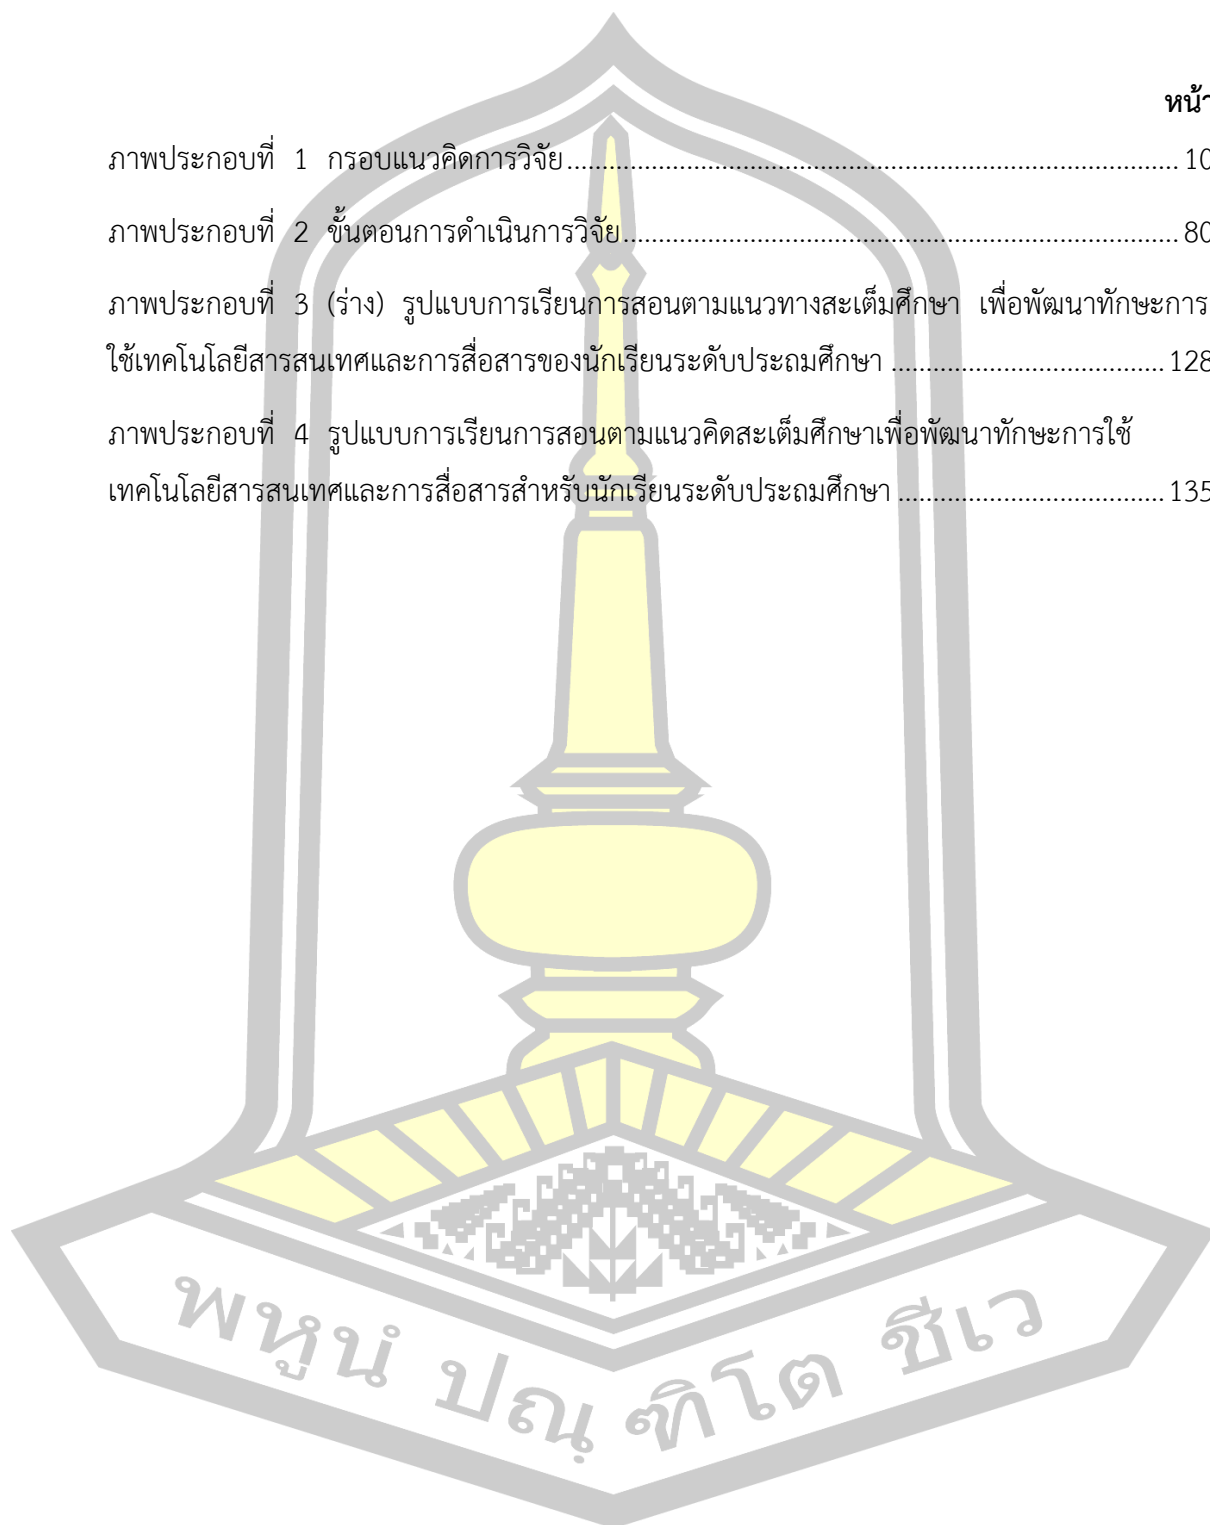 หน้า
ภาพประกอบที่ 1 กรอบแนวคิดการวิจัย.................................................................................... 10
ภาพประกอบที่ 2 ขั้นตอนการดำเนินการวิจัย............................................................................ 80
ภาพประกอบที่ 3 (ร่าง) รูปแบบการเรียนการสอนตามแนวทางสะเต็มศึกษา เพื่อพัฒนาทักษะการ
ใช้เทคโนโลยีสารสนเทศและการสื่อสารของนักเรียนระดับประถมศึกษา ...................................... 128
ภาพประกอบที่ 4 รูปแบบการเรียนการสอนตามแนวคิดสะเต็มศึกษาเพื่อพัฒนาทักษะการใช้
เทคโนโลยีสารสนเทศและการสื่อสารสำหรับนักเรียนระดับประถมศึกษา ..................................... 135
พหูนํ ปณฺฑิโต ชีเว